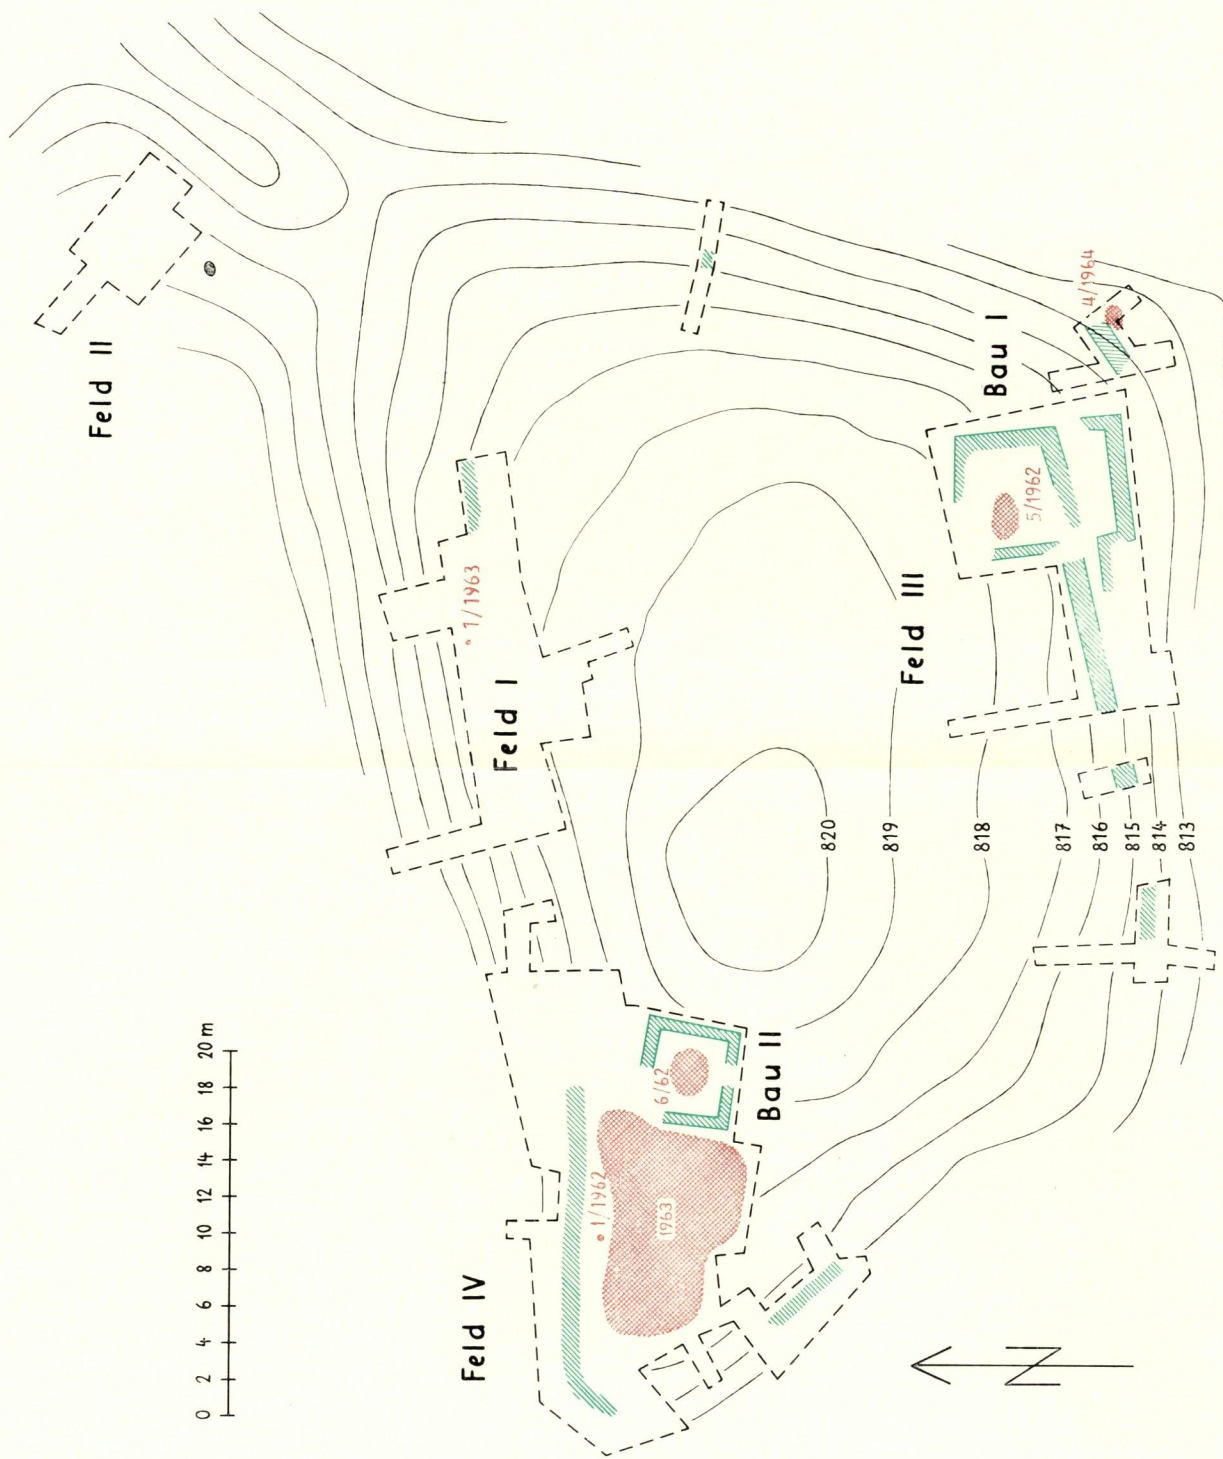 Feld II
4/1964
Bau I
5/1962
1/1963
Feld III
Feld I
820
819
818
817
816
815
814
813
6/62
Bau II
1/1962
1963
Feld IV
0 2 4 6 8 10 12 14 16 18 20m
N